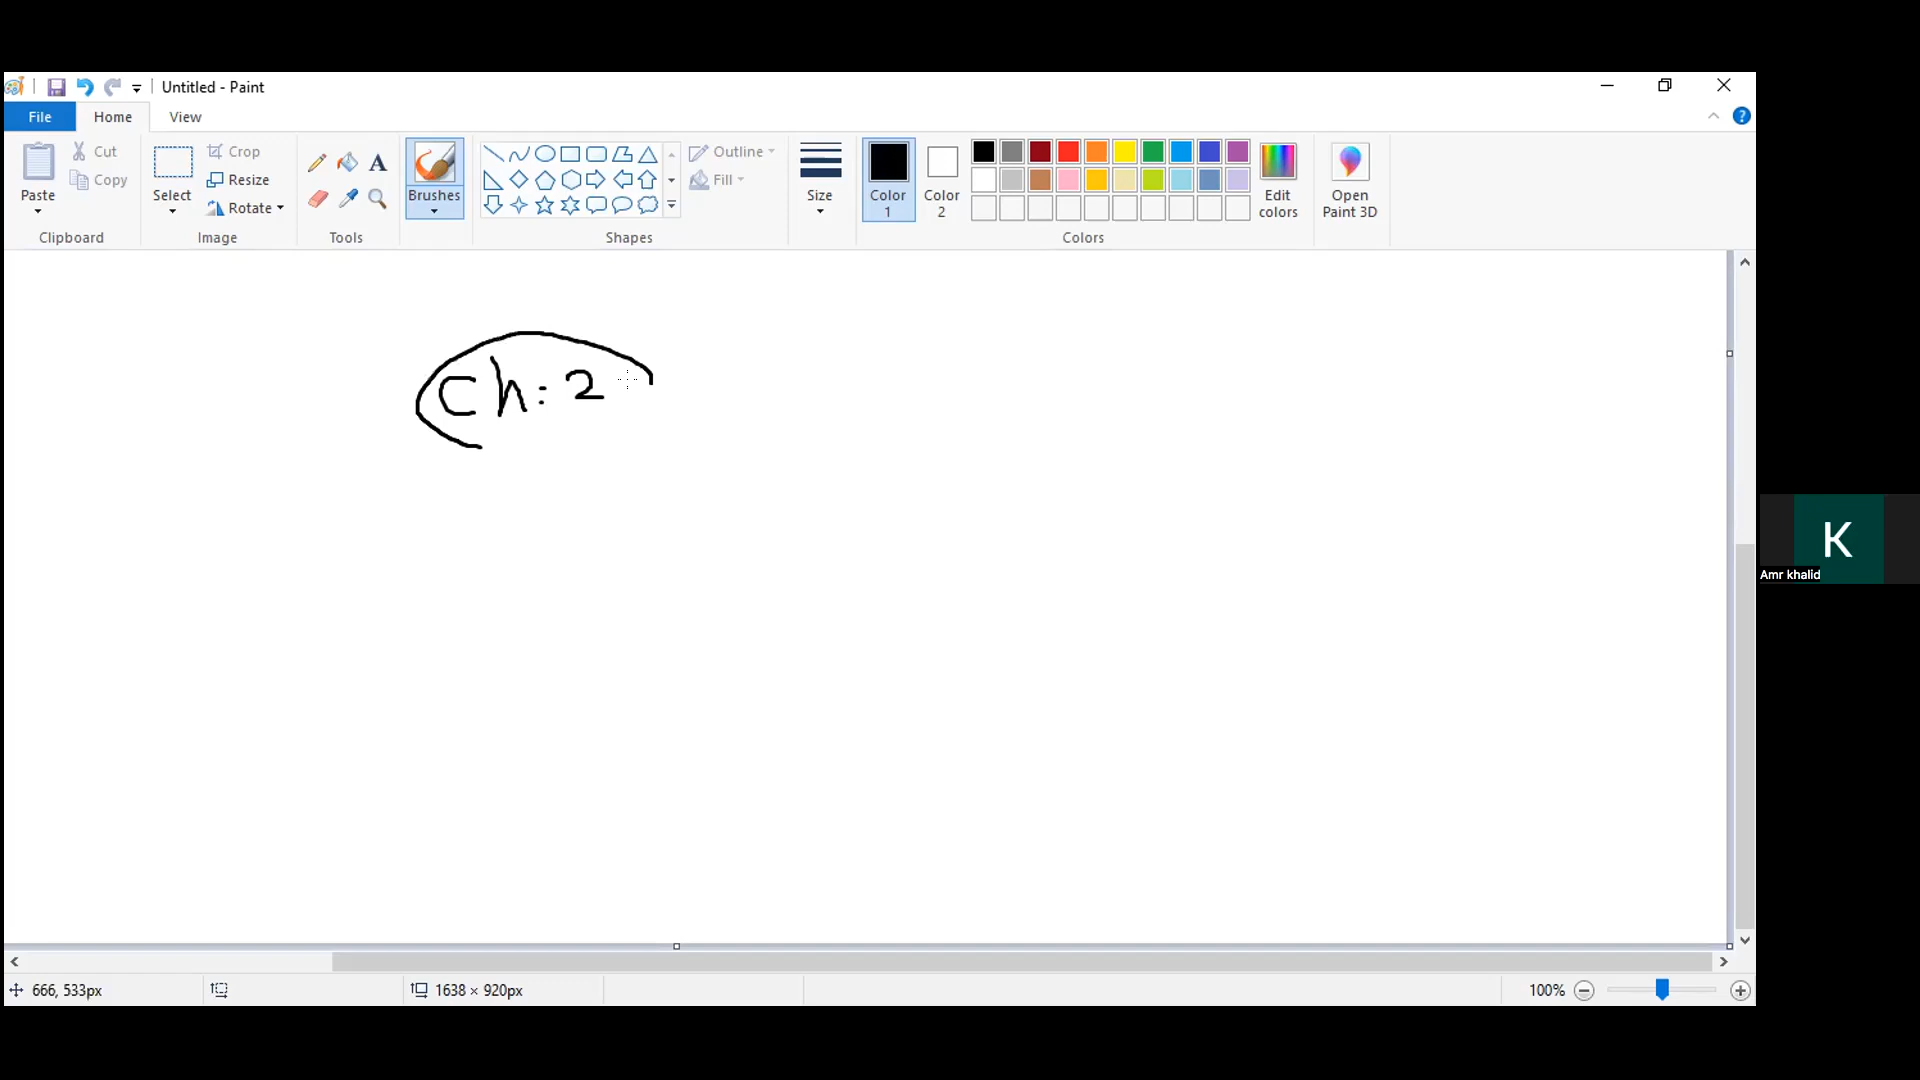 Untitled - Paint
File Home View
Paste Cut Copy Select Crop Resize Rotate A Brushes Outline Fill Size Color 1 Color 2 Edit colors Open Paint 3D
Clipboard Image Tools Shapes Colors
Ch: 2
K
Amr khalid
666, 533px 1638 × 920px 100%